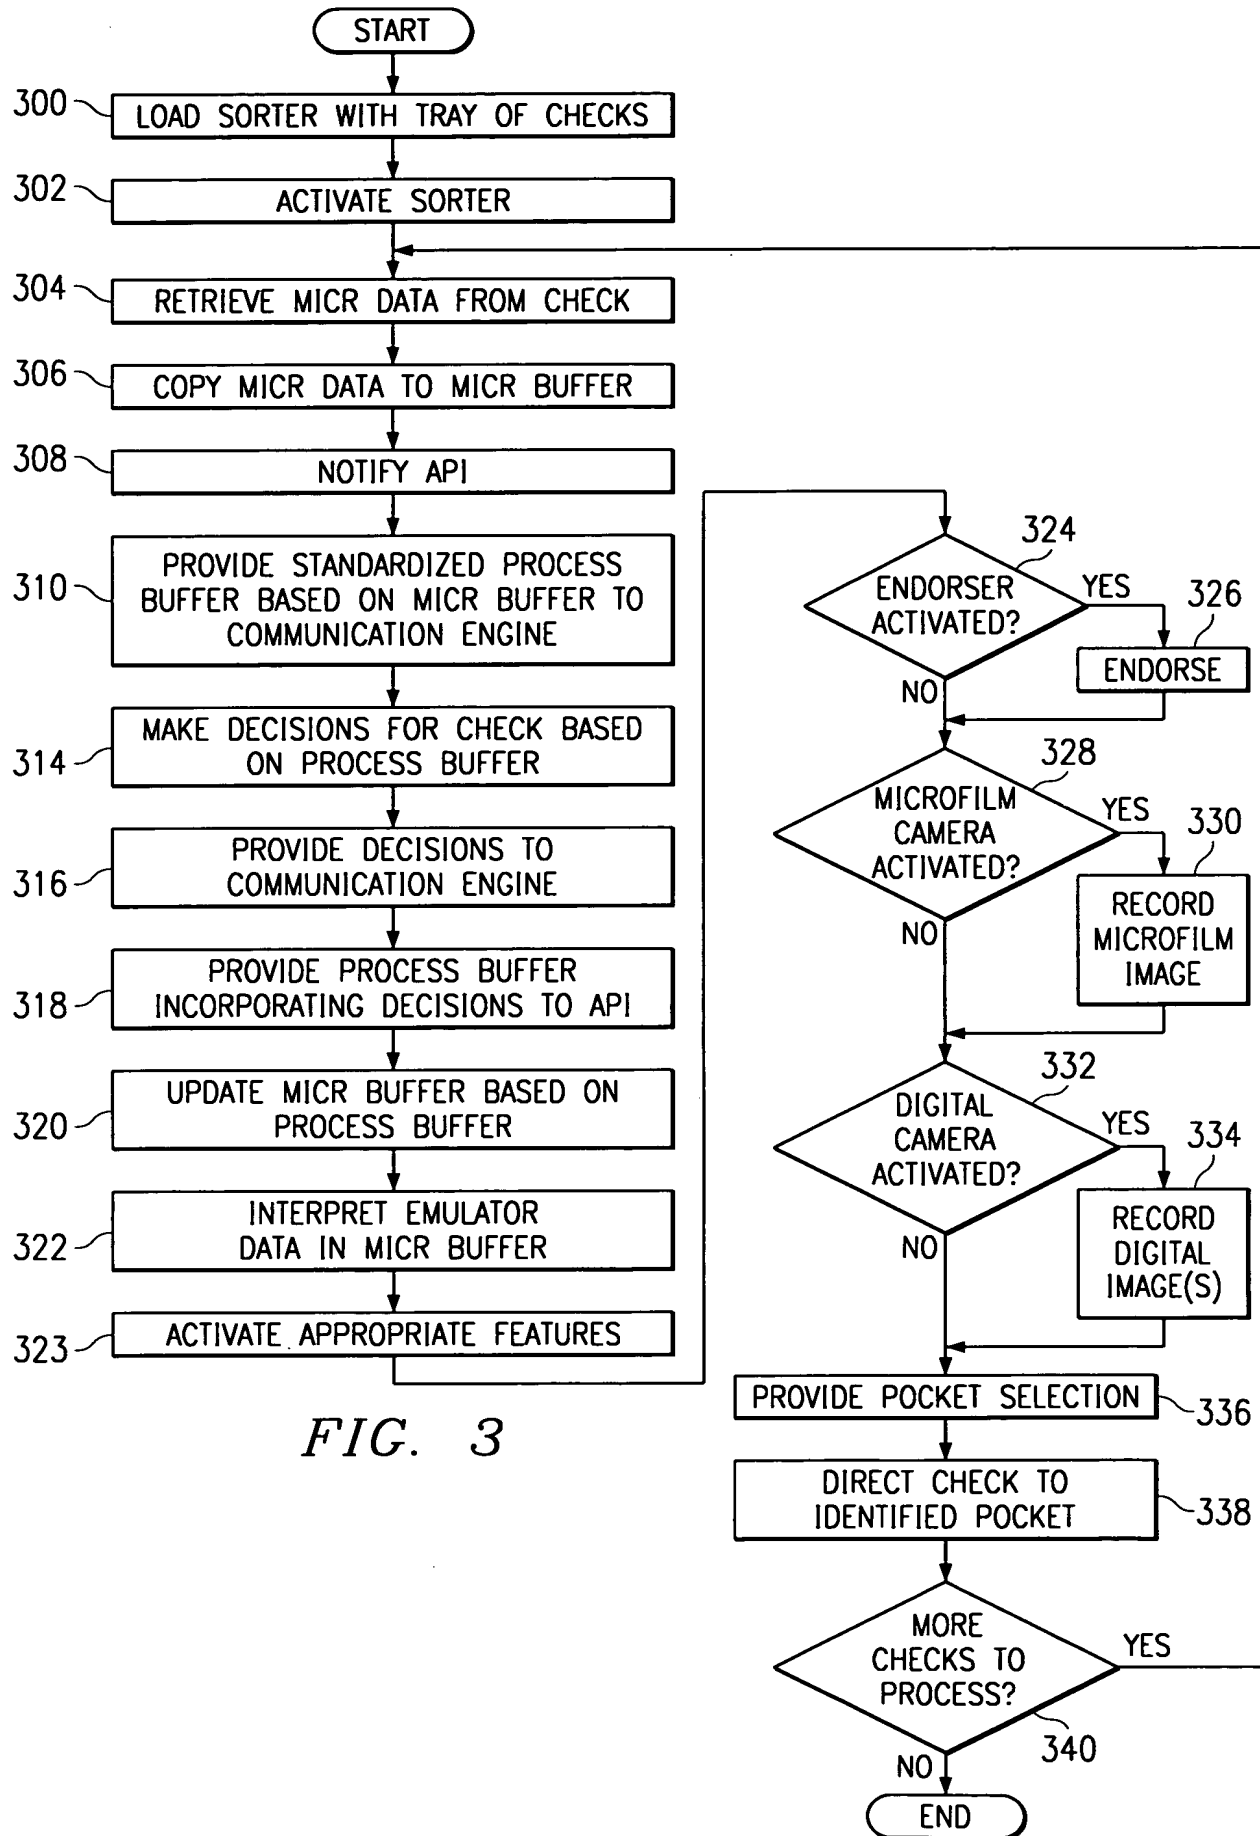 START
300
LOAD SORTER WITH TRAY OF CHECKS
302
ACTIVATE SORTER
304
RETRIEVE MICR DATA FROM CHECK
306
COPY MICR DATA TO MICR BUFFER
308
NOTIFY API
310
PROVIDE STANDARDIZED PROCESS
BUFFER BASED ON MICR BUFFER TO
COMMUNICATION ENGINE
314
MAKE DECISIONS FOR CHECK BASED
ON PROCESS BUFFER
316
PROVIDE DECISIONS TO
COMMUNICATION ENGINE
318
PROVIDE PROCESS BUFFER
INCORPORATING DECISIONS TO API
320
UPDATE MICR BUFFER BASED ON
PROCESS BUFFER
322
INTERPRET EMULATOR
DATA IN MICR BUFFER
323
ACTIVATE APPROPRIATE FEATURES
FIG. 3
324
ENDORSER
ACTIVATED?
YES
326
ENDORSE
NO
328
MICROFILM
CAMERA
ACTIVATED?
YES
330
RECORD
MICROFILM
IMAGE
NO
332
DIGITAL
CAMERA
ACTIVATED?
YES
334
RECORD
DIGITAL
IMAGE(S)
NO
PROVIDE POCKET SELECTION
336
DIRECT CHECK TO
IDENTIFIED POCKET
338
MORE
CHECKS TO
PROCESS?
YES
340
NO
END